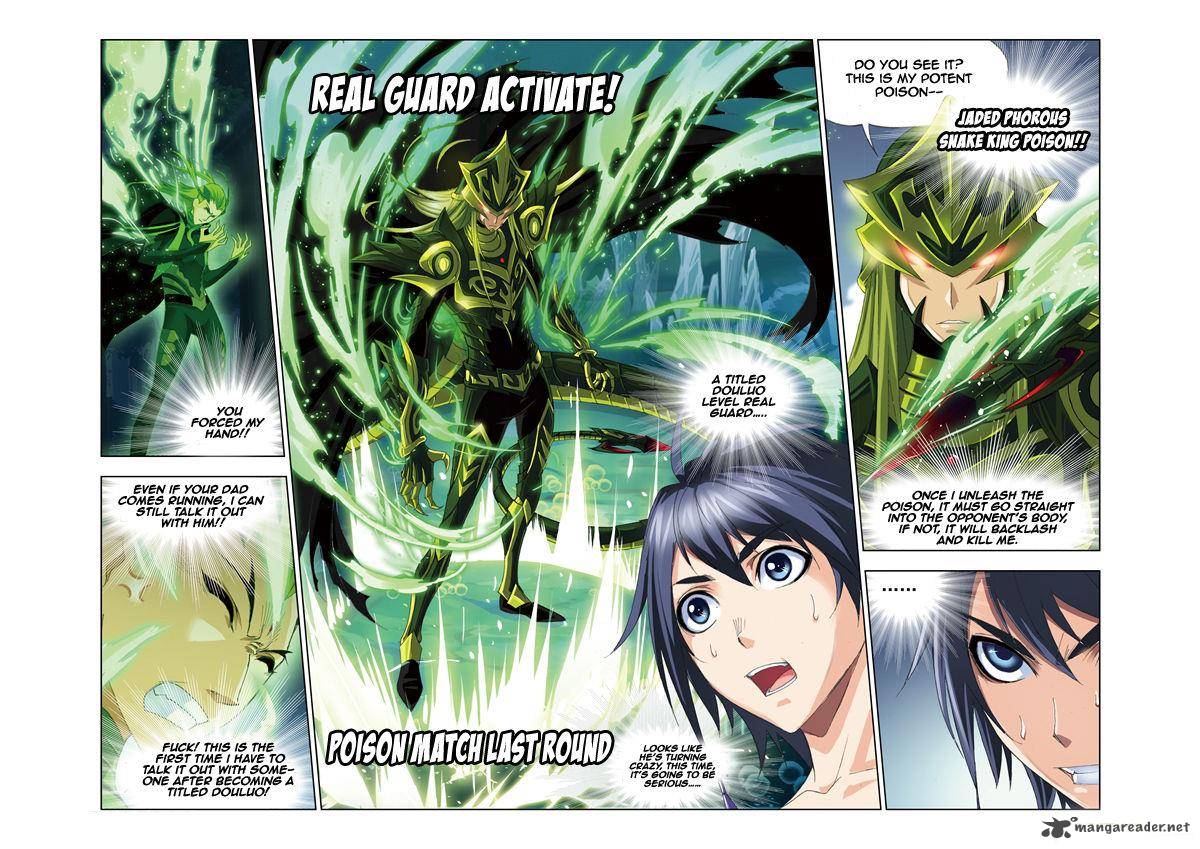 YOU
FORCED MY
HAND!!
EVEN IF YOUR DAD
COMES RUNNING, I CAN
STILL TALK IT OUT
WITH HIM!!
FUCK! THIS IS THE
FIRST TIME I HAVE TO
TALK IT OUT WITH SOME-
ONE AFTER BECOMING A
TITLED DOULUO!
REAL GUARD ACTIVATE!
A TITLED
DOULUO
LEVEL REAL
GUARD.....
POISON MATCH LAST ROUND
LOOKS LIKE
HE'S TURNING
CRAZY, THIS TIME,
IT'S GOING TO BE
SERIOUS.....
DO YOU SEE IT?
THIS IS MY POTENT
POISON--
JADED PHOROUS
SNAKE KING POISON!!
ONCE I UNLEASH THE
POISON, IT MUST GO STRAIGHT
INTO THE OPPONENT'S BODY,
IF NOT, IT WILL BACKLASH
AND KILL ME.
......
mangareader.net